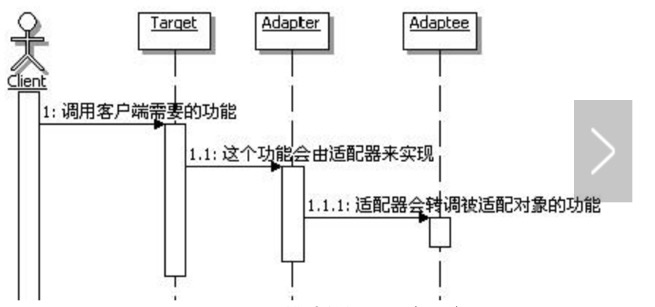 Target
Adapter
Adaptee
Client
1: 调用客户端需要的功能
1.1: 这个功能会由适配器来实现
1.1.1: 适配器会转调被适配对象的功能